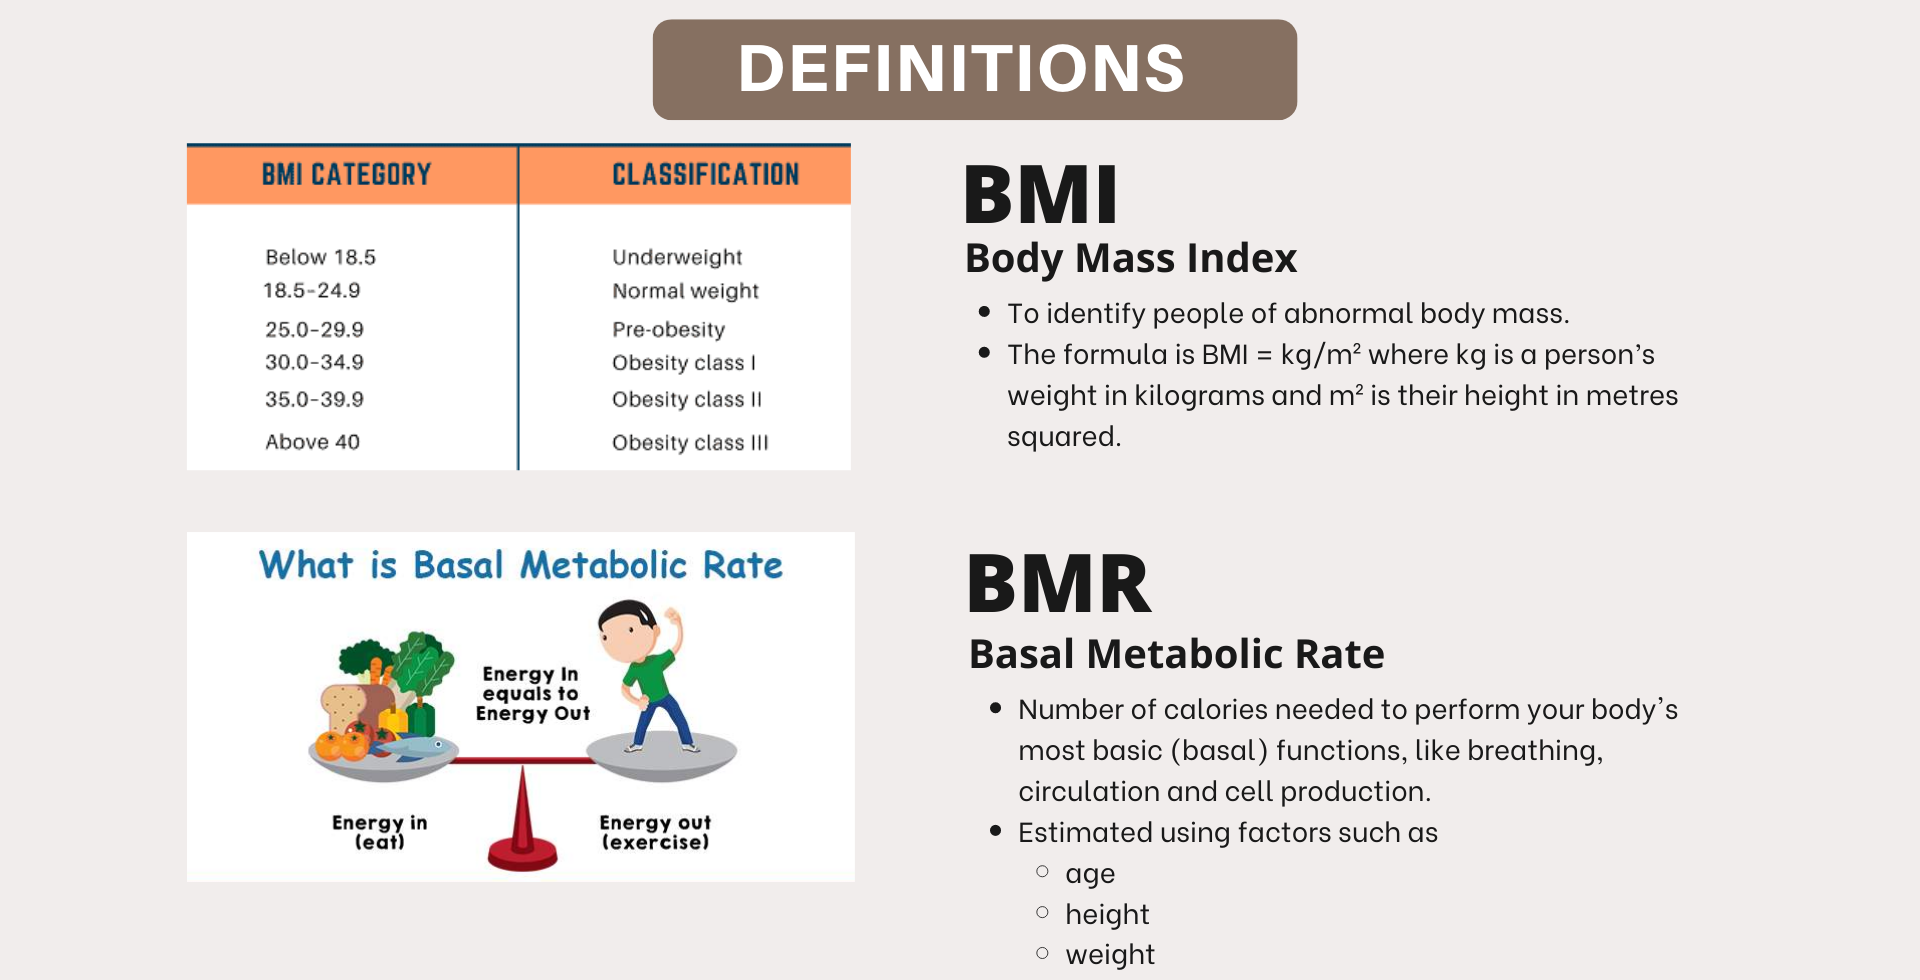 DEFINITIONS
BMI CATEGORY CLASSIFICATION
Below 18.5 Underweight
18.5-24.9 Normal weight
25.0-29.9 Pre-obesity
30.0-34.9 Obesity class I
35.0-39.9 Obesity class II
Above 40 Obesity class III
BMI
Body Mass Index
• To identify people of abnormal body mass.
• The formula is BMI = kg/m² where kg is a person's
weight in kilograms and m² is their height in metres
squared.
What is Basal Metabolic Rate
Energy In
equals to
Energy Out
Energy in
(eat)
Energy out
(exercise)
BMR
Basal Metabolic Rate
• Number of calories needed to perform your body's
most basic (basal) functions, like breathing,
circulation and cell production.
• Estimated using factors such as
○ age
○ height
○ weight